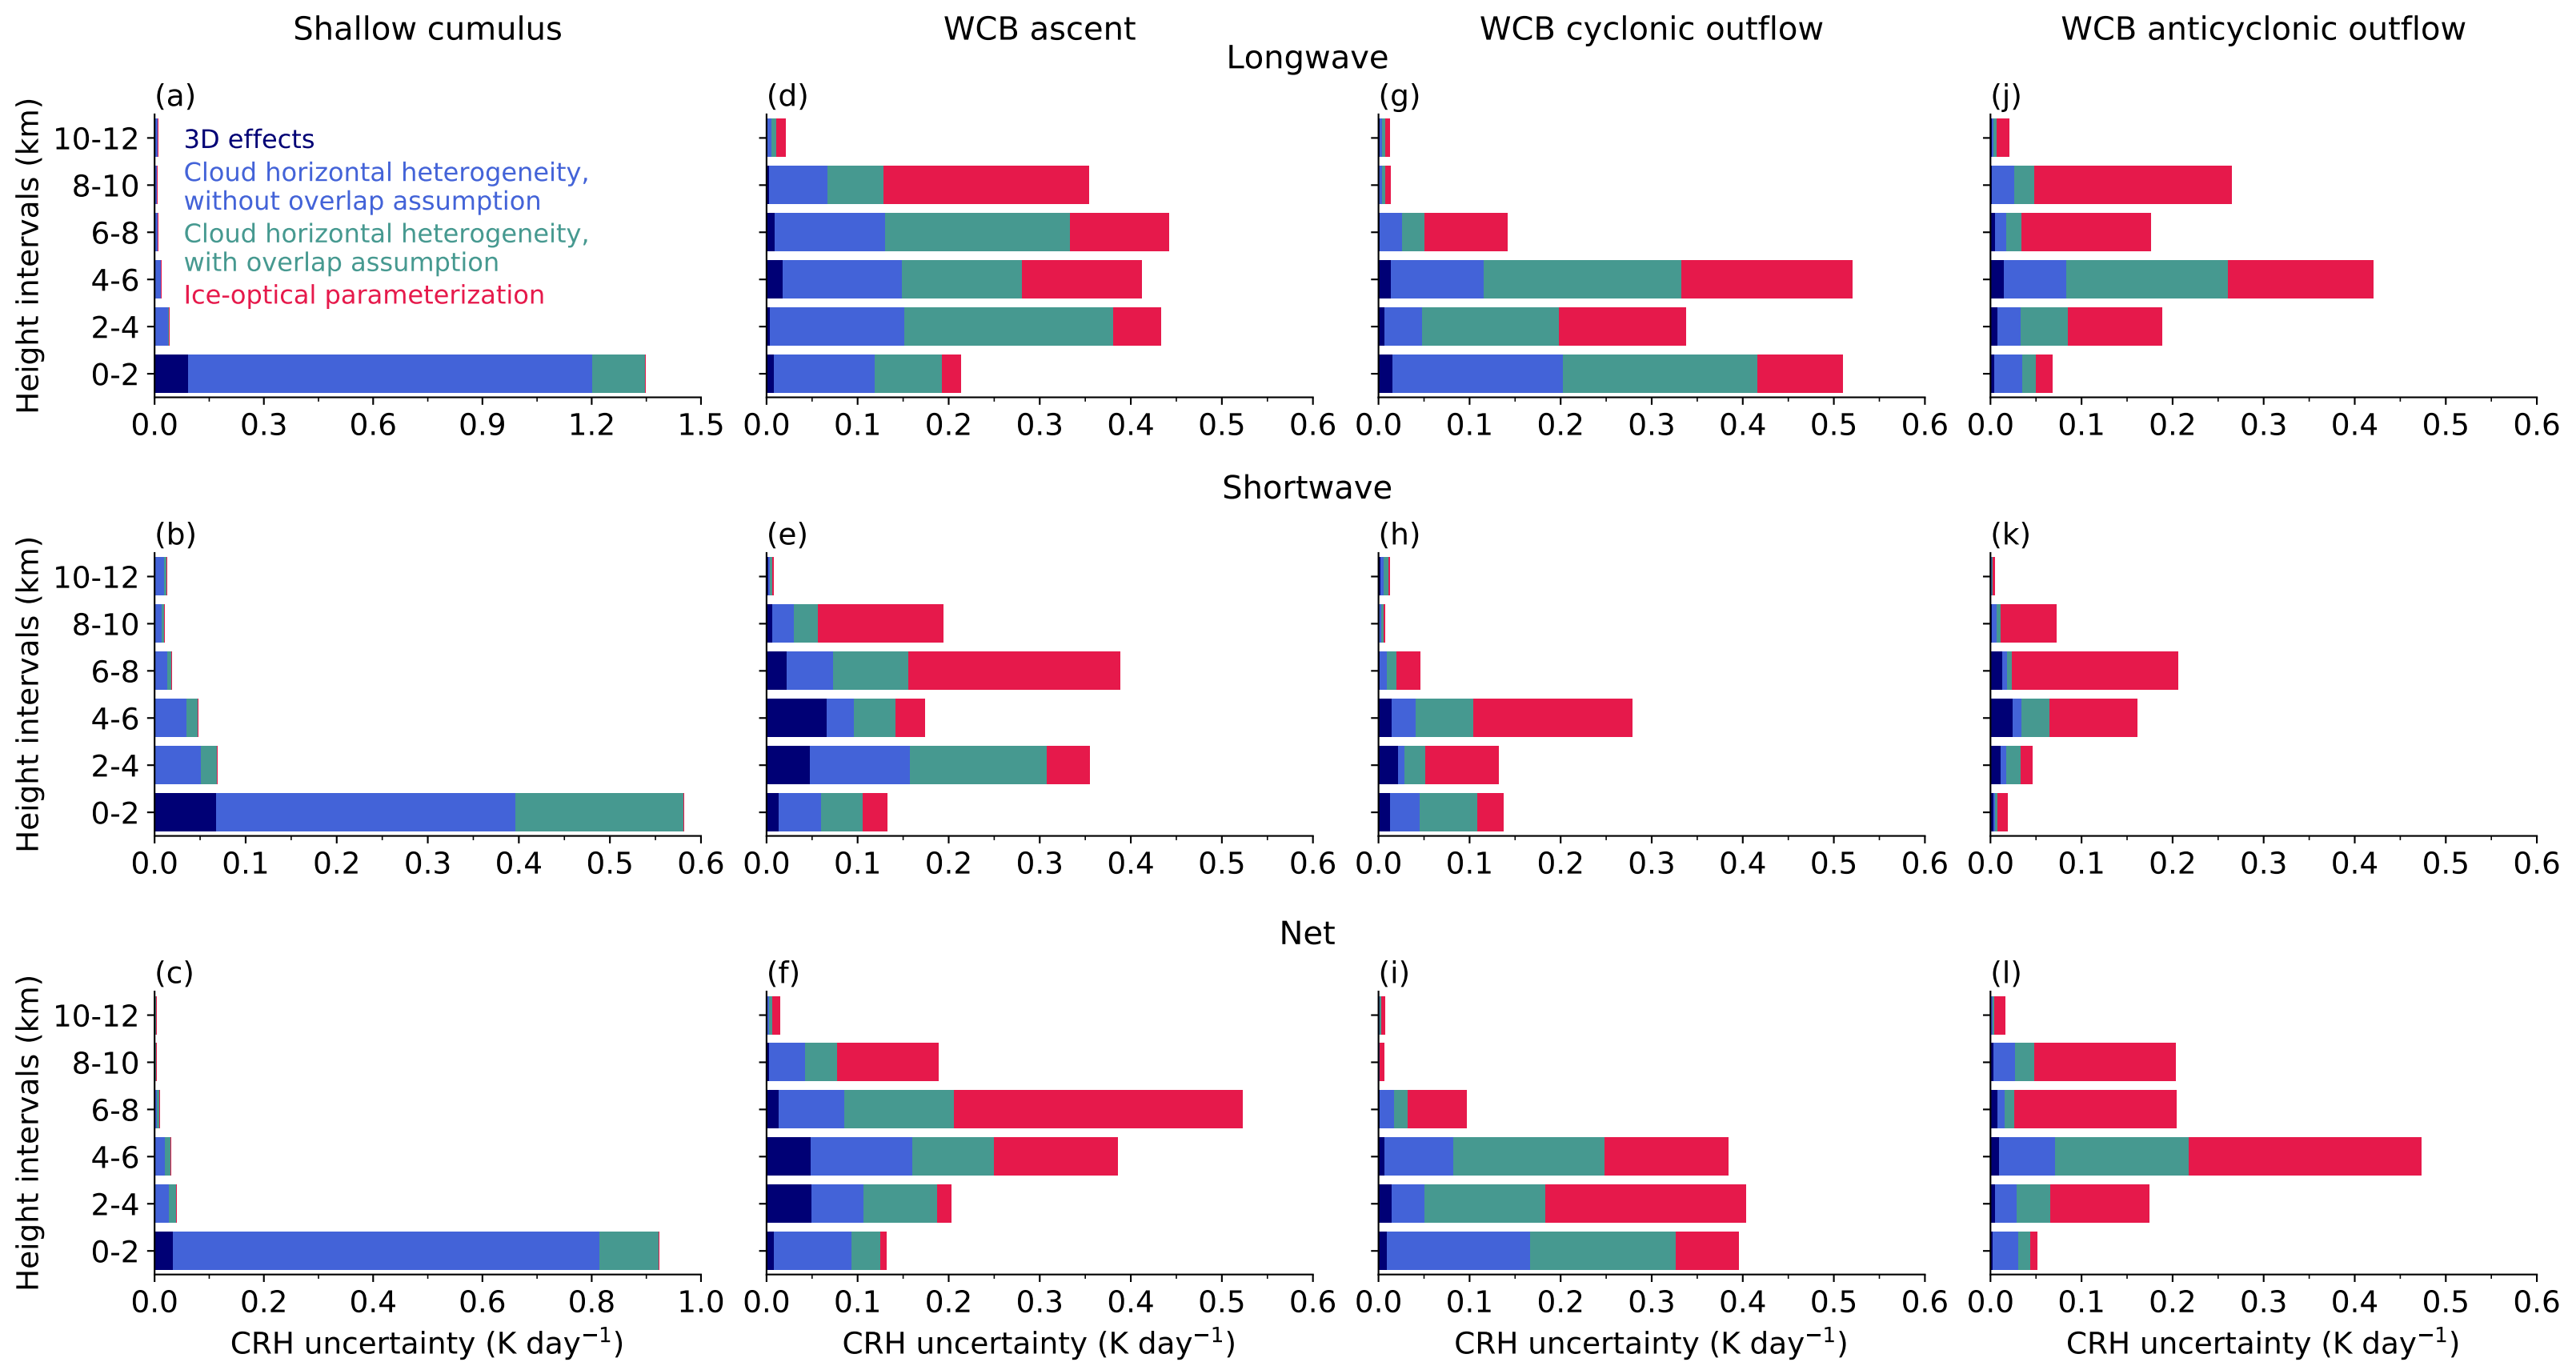 Shallow cumulus
WCB ascent
WCB cyclonic outflow
WCB anticyclonic outflow
Longwave
(a)
(d)
(g)
(j)
Height intervals (km)
10-12
8-10
6-8
4-6
2-4
0-2
3D effects
Cloud horizontal heterogeneity,
without overlap assumption
Cloud horizontal heterogeneity,
with overlap assumption
Ice-optical parameterization
0.0 0.3 0.6 0.9 1.2 1.5
0.0 0.1 0.2 0.3 0.4 0.5 0.6
0.0 0.1 0.2 0.3 0.4 0.5 0.6
0.0 0.1 0.2 0.3 0.4 0.5 0.6
Shortwave
(b)
(e)
(h)
(k)
Height intervals (km)
10-12
8-10
6-8
4-6
2-4
0-2
0.0 0.1 0.2 0.3 0.4 0.5 0.6
0.0 0.1 0.2 0.3 0.4 0.5 0.6
0.0 0.1 0.2 0.3 0.4 0.5 0.6
0.0 0.1 0.2 0.3 0.4 0.5 0.6
Net
(c)
(f)
(i)
(l)
Height intervals (km)
10-12
8-10
6-8
4-6
2-4
0-2
0.0 0.2 0.4 0.6 0.8 1.0
0.0 0.1 0.2 0.3 0.4 0.5 0.6
0.0 0.1 0.2 0.3 0.4 0.5 0.6
0.0 0.1 0.2 0.3 0.4 0.5 0.6
CRH uncertainty (K day⁻¹)
CRH uncertainty (K day⁻¹)
CRH uncertainty (K day⁻¹)
CRH uncertainty (K day⁻¹)